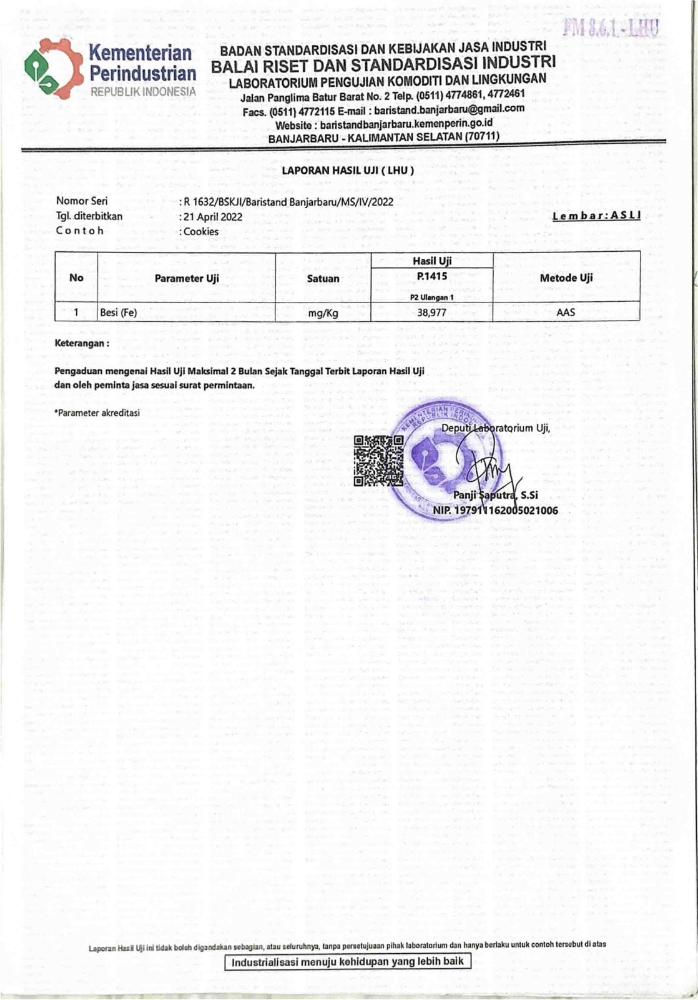 FM 8.6.1 - LHU
Kementerian
Perindustrian
REPUBLIK INDONESIA
BADAN STANDARDISASI DAN KEBIJAKAN JASA INDUSTRI
BALAI RISET DAN STANDARDISASI INDUSTRI
LABORATORIUM PENGUJIAN KOMODITI DAN LINGKUNGAN
Jalan Panglima Batur Barat No. 2 Telp. (0511) 4774861, 4772461
Facs. (0511) 4772115 E-mail : baristand.banjarbaru@gmail.com
Website : baristandbanjarbaru.kemenperin.go.id
BANJARBARU - KALIMANTAN SELATAN (70711)
LAPORAN HASIL UJI ( LHU )
Nomor Seri : R 1632/BSKJI/Baristand Banjarbaru/MS/IV/2022
Tgl. diterbitkan : 21 April 2022
Lembar: ASLI
Contoh : Cookies
No Parameter Uji Satuan Hasil Uji Metode Uji
P.1415
P2 Ulangan 1
1 Besi (Fe) mg/Kg 38,977 AAS
Keterangan :
Pengaduan mengenai Hasil Uji Maksimal 2 Bulan Sejak Tanggal Terbit Laporan Hasil Uji
dan oleh peminta jasa sesuai surat permintaan.
*Parameter akreditasi
KEMENTERIAN PERINDU
REPUBLIK INDO
Deputi Laboratorium Uji,
Panji Saputra, S.Si
NIP. 197911162005021006
Laporan Hasil Uji ini tidak boleh digandakan sebagian, atau seluruhnya, tanpa persetujuaan pihak laboratorium dan hanya berlaku untuk contoh tersebut di atas
Industrialisasi menuju kehidupan yang lebih baik